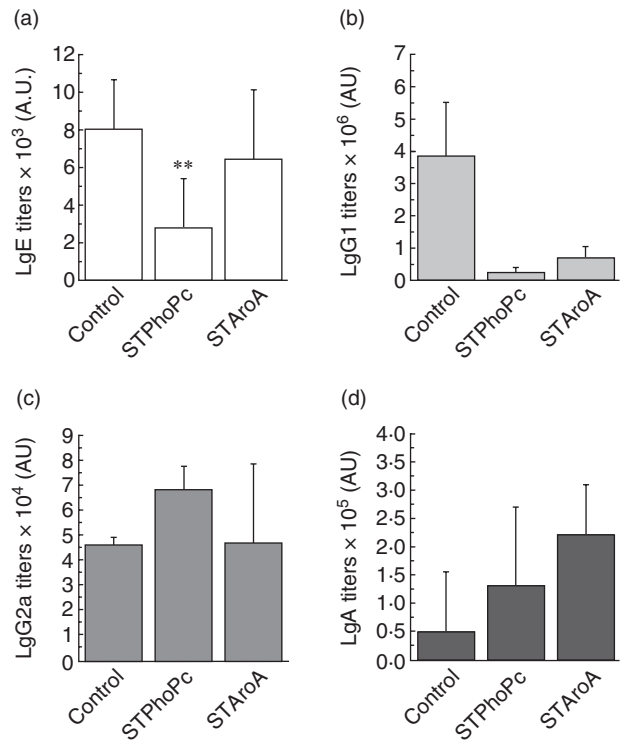 (a)
LgE titers × 10³ (A.U.)
12
10
8
6
4
2
0
**
Control
STPhoPc
STAroA
(b)
LgG1 titers × 10⁶ (AU)
7
6
5
4
3
2
1
0
Control
STPhoPc
STAroA
(c)
LgG2a titers × 10⁴ (AU)
9
8
7
6
5
4
3
2
1
0
Control
STPhoPc
STAroA
(d)
LgA titers × 10⁵ (AU)
4·0
3·5
3·0
2·5
2·0
1·5
1·0
0·5
0·0
Control
STPhoPc
STAroA